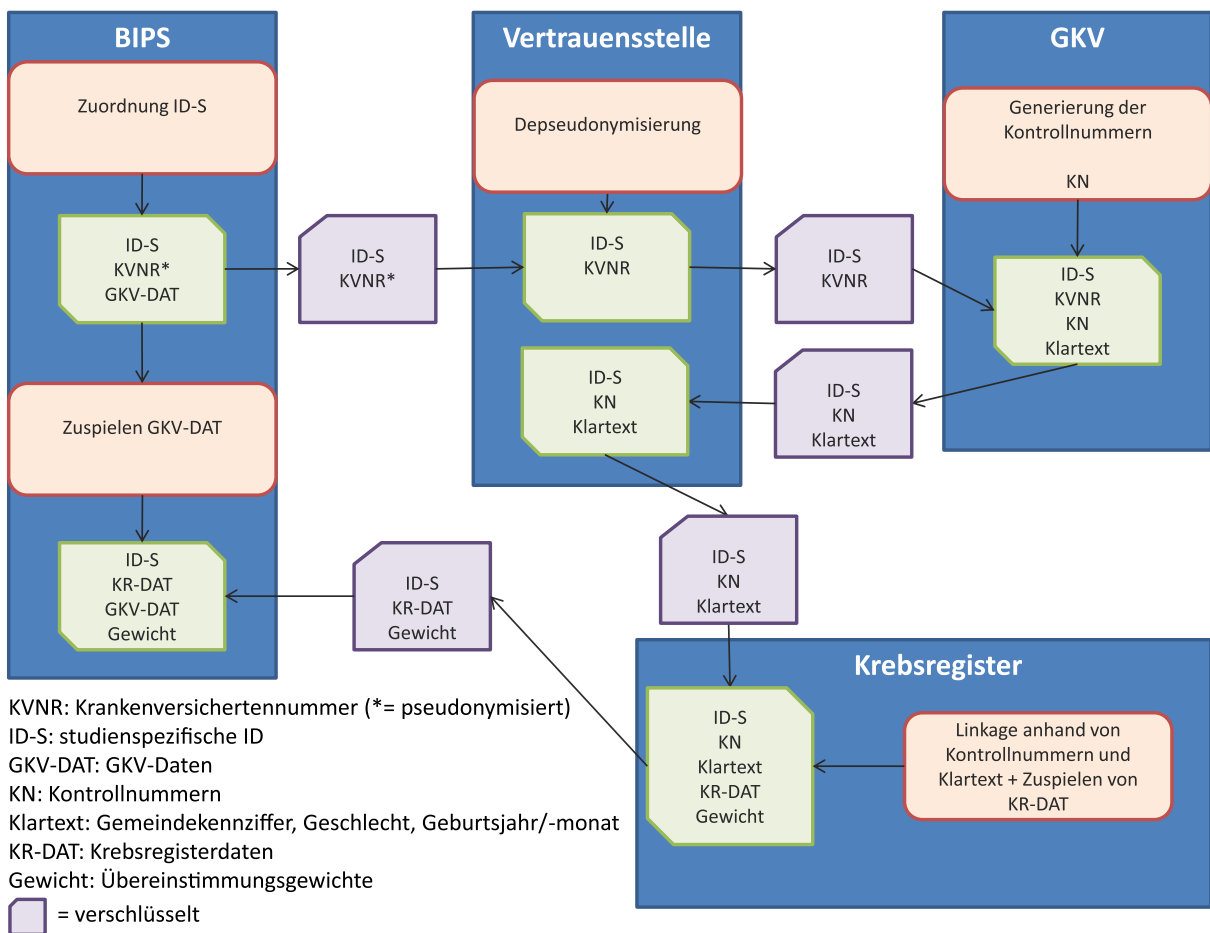 BIPS
Zuordnung ID-S
ID-S
KVNR*
GKV-DAT
Zuspielen GKV-DAT
ID-S
KR-DAT
GKV-DAT
Gewicht
ID-S
KVNR*
Vertrauensstelle
Depseudonymisierung
ID-S
KVNR
ID-S
KN
Klartext
ID-S
KVNR
ID-S
KN
Klartext
GKV
Generierung der
Kontrollnummern
KN
ID-S
KVNR
KN
Klartext
ID-S
KN
Klartext
ID-S
KR-DAT
Gewicht
Krebsregister
ID-S
KN
Klartext
KR-DAT
Gewicht
Linkage anhand von
Kontrollnummern und
Klartext + Zuspielen von
KR-DAT
KVNR: Krankenversichertennummer (*= pseudonymisiert)
ID-S: studienspezifische ID
GKV-DAT: GKV-Daten
KN: Kontrollnummern
Klartext: Gemeindekennziffer, Geschlecht, Geburtsjahr/-monat
KR-DAT: Krebsregisterdaten
Gewicht: Übereinstimmungsgewichte
= verschlüsselt